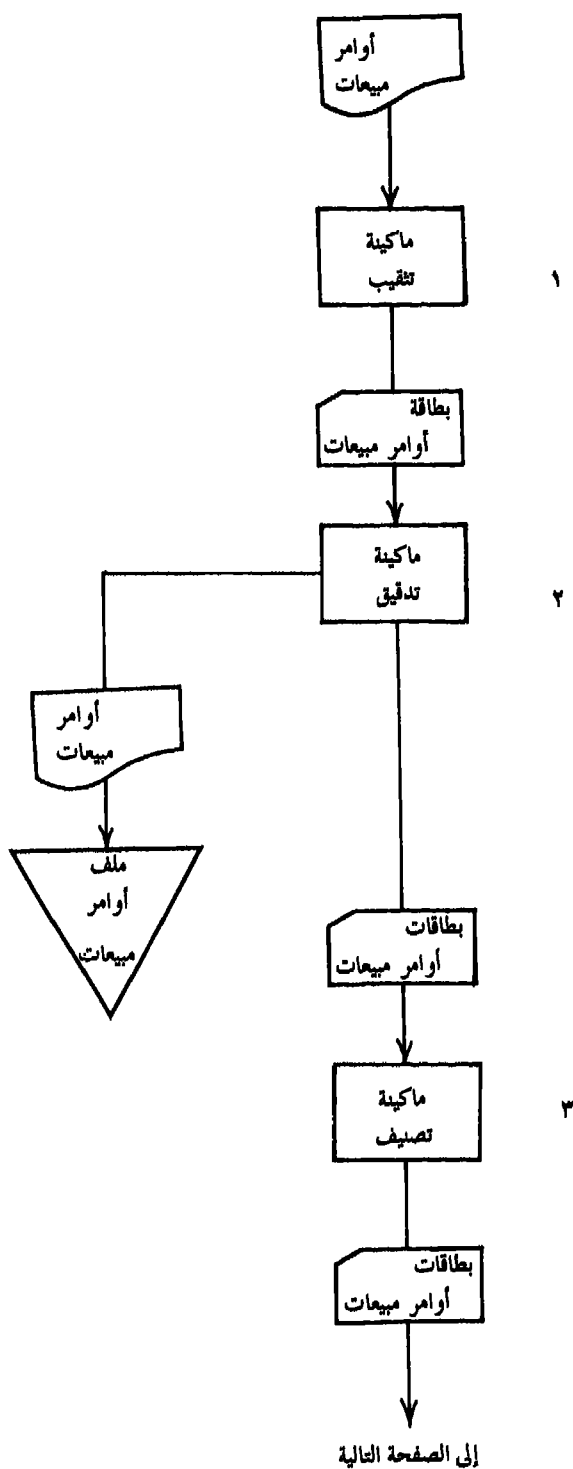 أوامر
مبيعات
ماكينة
تثقيب
١
بطاقة
أوامر مبيعات
ماكينة
تدقيق
٢
أوامر
مبيعات
ملف
أوامر
مبيعات
بطاقات
أوامر مبيعات
ماكينة
تصنيف
٣
بطاقات
أوامر مبيعات
إلى الصفحة التالية